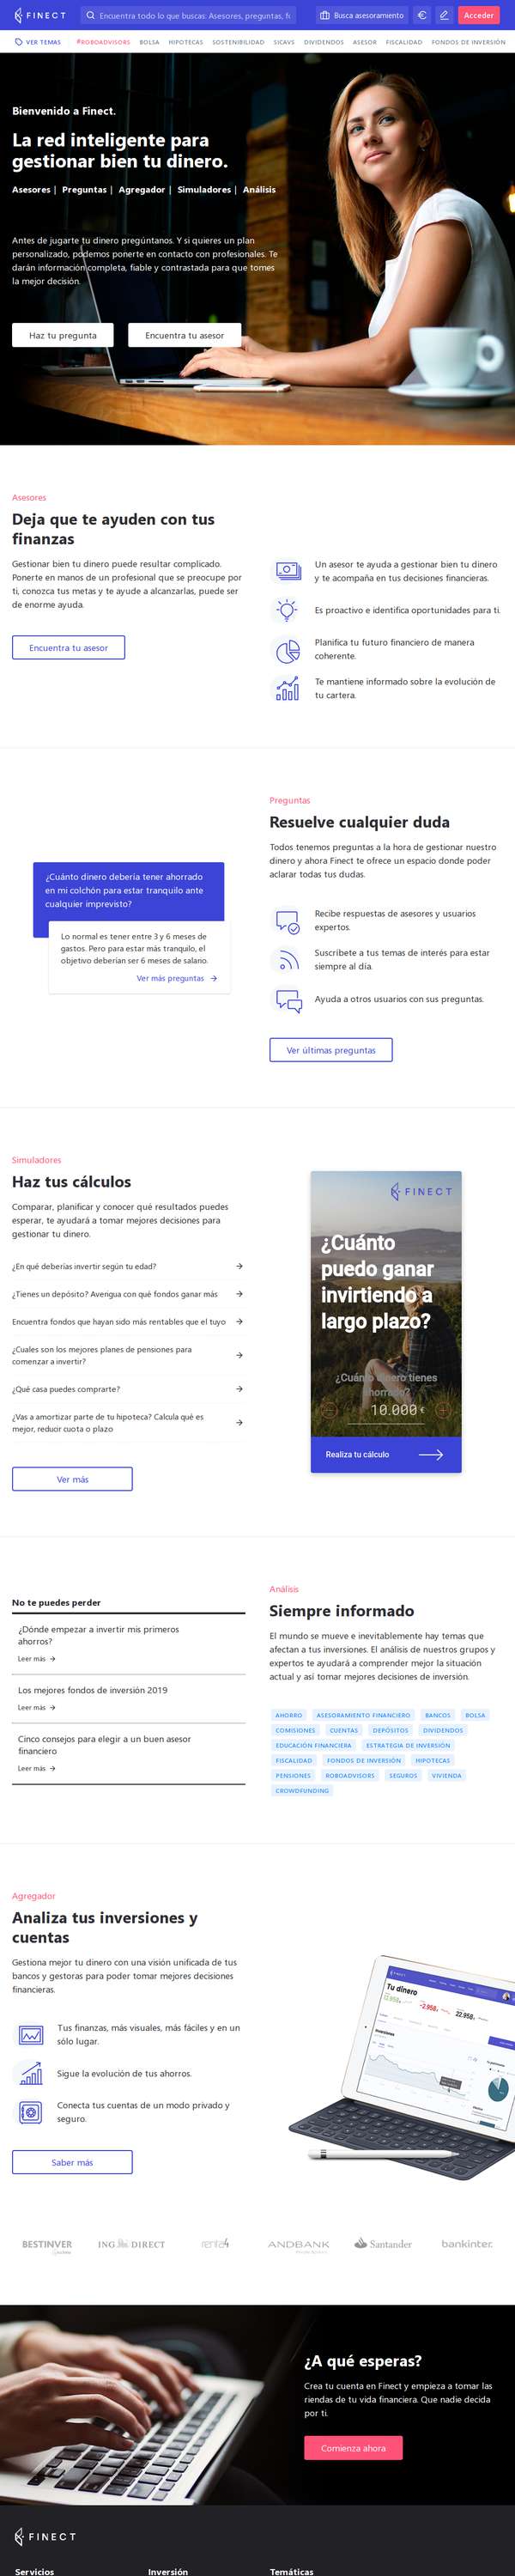 FINECT
Encuentra todo lo que buscas: Asesores, preguntas, fo
Busca asesoramiento
Acceder
VER TEMAS
#ROBOADVISORS BOLSA HIPOTECAS SOSTENIBILIDAD SICAVS DIVIDENDOS ASESOR FISCALIDAD FONDOS DE INVERSIÓN
Bienvenido a Finect.
La red inteligente para
gestionar bien tu dinero.
Asesores | Preguntas | Agregador | Simuladores | Análisis
Antes de jugarte tu dinero pregúntanos. Y si quieres un plan
personalizado, podemos ponerte en contacto con profesionales. Te
darán información completa, fiable y contrastada para que tomes
la mejor decisión.
Haz tu pregunta
Encuentra tu asesor
Asesores
Deja que te ayuden con tus
finanzas
Gestionar bien tu dinero puede resultar complicado.
Ponerte en manos de un profesional que se preocupe por
ti, conozca tus metas y te ayude a alcanzarlas, puede ser
de enorme ayuda.
Encuentra tu asesor
Un asesor te ayuda a gestionar bien tu dinero
y te acompaña en tus decisiones financieras.
Es proactivo e identifica oportunidades para ti.
Planifica tu futuro financiero de manera
coherente.
Te mantiene informado sobre la evolución de
tu cartera.
¿Cuánto dinero debería tener ahorrado
en mi colchón para estar tranquilo ante
cualquier imprevisto?
Lo normal es tener entre 3 y 6 meses de
gastos. Pero para estar más tranquilo, el
objetivo deberían ser 6 meses de salario.
Ver más preguntas
Preguntas
Resuelve cualquier duda
Todos tenemos preguntas a la hora de gestionar nuestro
dinero y ahora Finect te ofrece un espacio donde poder
aclarar todas tus dudas.
Recibe respuestas de asesores y usuarios
expertos.
Suscríbete a tus temas de interés para estar
siempre al día.
Ayuda a otros usuarios con sus preguntas.
Ver últimas preguntas
Simuladores
Haz tus cálculos
Comparar, planificar y conocer qué resultados puedes
esperar, te ayudará a tomar mejores decisiones para
gestionar tu dinero.
¿En qué deberías invertir según tu edad?
¿Tienes un depósito? Averigua con qué fondos ganar más
Encuentra fondos que hayan sido más rentables que el tuyo
¿Cuales son los mejores planes de pensiones para
comenzar a invertir?
¿Qué casa puedes comprarte?
¿Vas a amortizar parte de tu hipoteca? Calcula qué es
mejor, reducir cuota o plazo
Ver más
FINECT
¿Cuánto
puedo ganar
invirtiendo a
largo plazo?
¿Cuánto dinero tienes
ahorrado?
10.000 €
Realiza tu cálculo
No te puedes perder
¿Dónde empezar a invertir mis primeros
ahorros?
Leer más
Los mejores fondos de inversión 2019
Leer más
Cinco consejos para elegir a un buen asesor
financiero
Leer más
Análisis
Siempre informado
El mundo se mueve e inevitablemente hay temas que
afectan a tus inversiones. El análisis de nuestros grupos y
expertos te ayudará a comprender mejor la situación
actual y así tomar mejores decisiones de inversión.
AHORRO ASESORAMIENTO FINANCIERO BANCOS BOLSA
COMISIONES CUENTAS DEPÓSITOS DIVIDENDOS
EDUCACIÓN FINANCIERA ESTRATEGIA DE INVERSIÓN
FISCALIDAD FONDOS DE INVERSIÓN HIPOTECAS
PENSIONES ROBOADVISORS SEGUROS VIVIENDA
CROWDFUNDING
Agregador
Analiza tus inversiones y
cuentas
Gestiona mejor tu dinero con una visión unificada de tus
bancos y gestoras para poder tomar mejores decisiones
financieras.
Tus finanzas, más visuales, más fáciles y en un
sólo lugar.
Sigue la evolución de tus ahorros.
Conecta tus cuentas de un modo privado y
seguro.
Saber más
Tu dinero
-2.958
22.958
BESTINVER
ING DIRECT
renta4
ANDBANK
Santander
bankinter.
¿A qué esperas?
Crea tu cuenta en Finect y empieza a tomar las
riendas de tu vida financiera. Que nadie decida
por ti.
Comienza ahora
FINECT
Servicios
Inversión
Temáticas